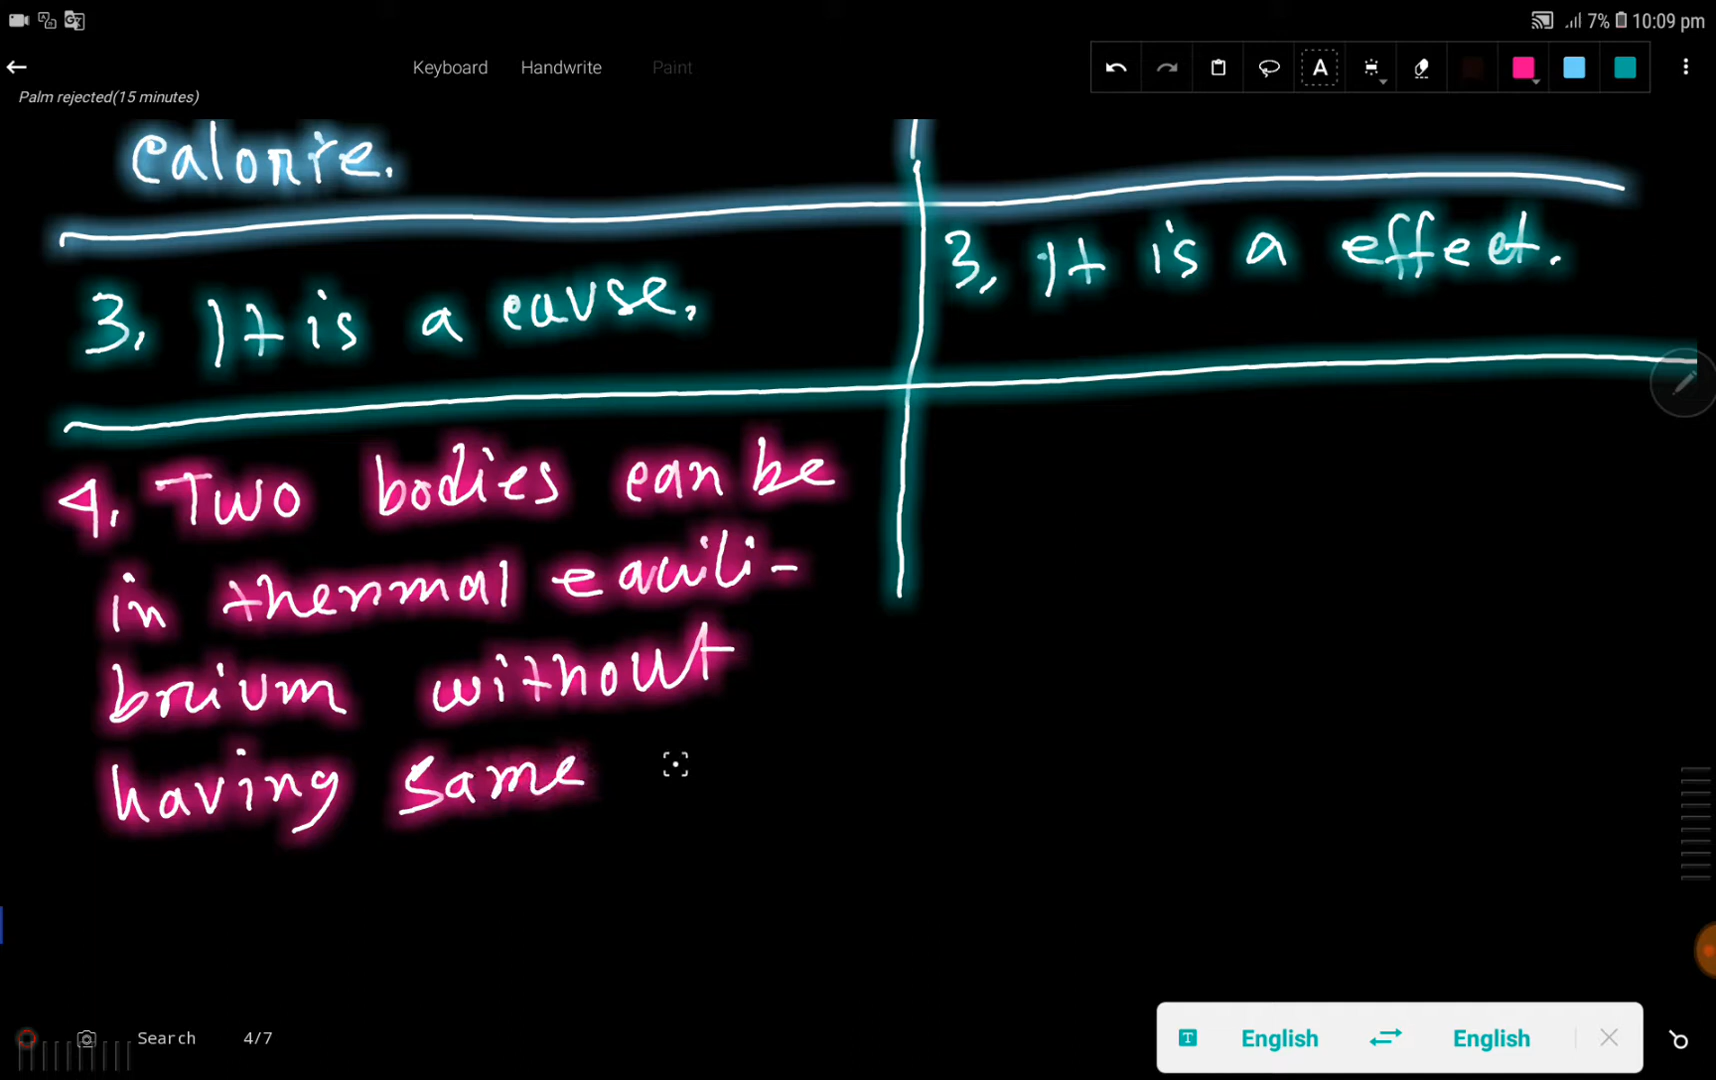 7% 10:09 pm
Keyboard Handwrite Paint
Palm rejected(15 minutes)
A
calorie.
3. It is a cause.
3. It is a effect.
4. Two bodies can be
in thermal equili-
brium without
having same
Search 4/7
T English English